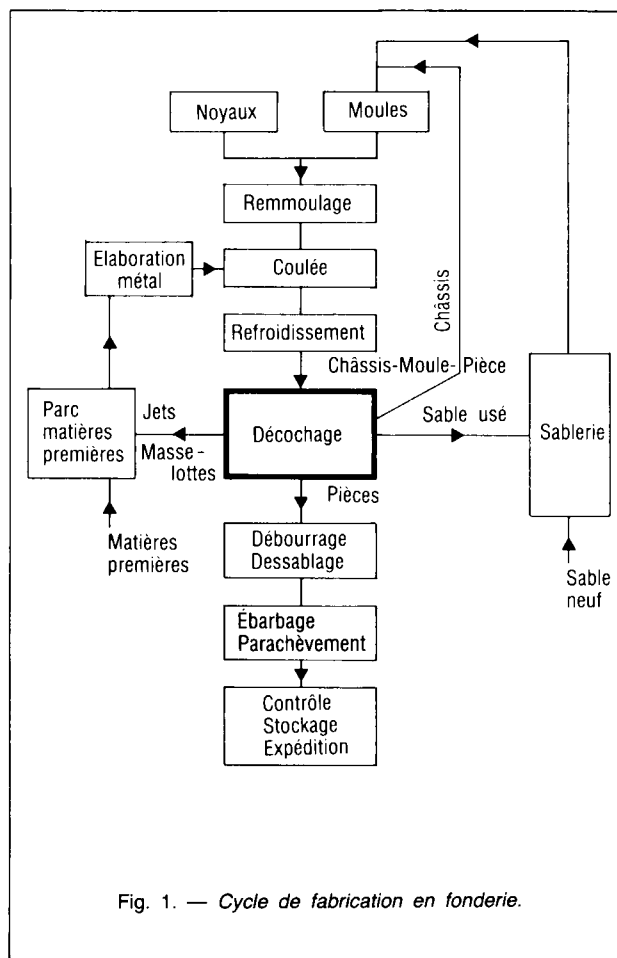 Noyaux
Moules
Remmoulage
Elaboration
métal
Coulée
Châssis
Refroidissement
Châssis-Moule-Pièce
Parc
matières
premières
Jets
Masse-
lottes
Décochage
Sable usé
Sablerie
Pièces
Matières
premières
Débourrage
Dessablage
Sable
neuf
Ébarbage
Parachèvement
Contrôle
Stockage
Expédition
Fig. 1. — Cycle de fabrication en fonderie.